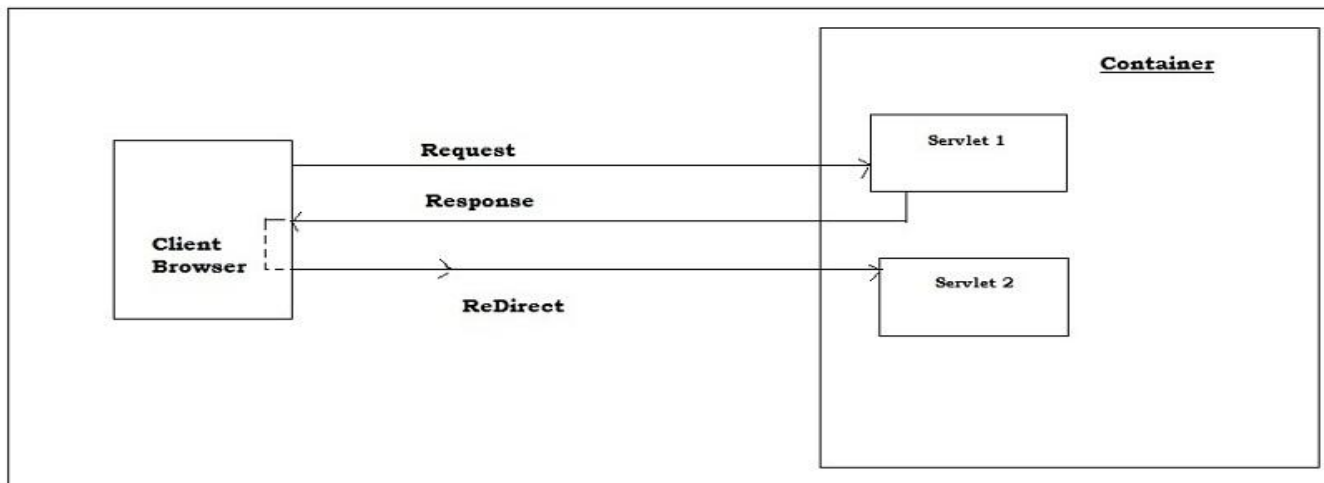 Container
Servlet 1
Request
Response
Client
Browser
Servlet 2
ReDirect